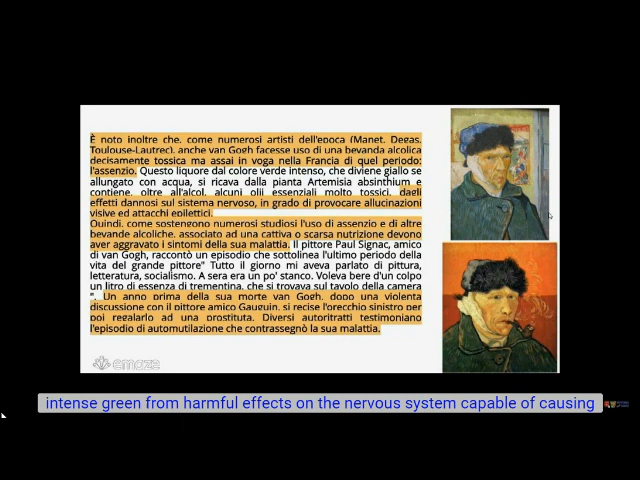 È noto inoltre che, come numerosi artisti dell'epoca (Manet, Degas,
Toulouse-Lautrec), anche van Gogh facesse uso di una bevanda alcolica
decisamente tossica ma assai in voga nella Francia di quel periodo:
l'assenzio. Questo liquore dal colore verde intenso, che diviene giallo se
allungato con acqua, si ricava dalla pianta Artemisia absinthium e
contiene, oltre all'alcol, alcuni olii essenziali molto tossici, dagli
effetti dannosi sul sistema nervoso, in grado di provocare allucinazioni
visive ed attacchi epilettici.
Quindi, come sostengono numerosi studiosi l'uso di assenzio e di altre
bevande alcoliche, associato ad una cattiva o scarsa nutrizione devono
aver aggravato i sintomi della sua malattia. Il pittore Paul Signac, amico
di van Gogh, raccontò un episodio che sottolinea l'ultimo periodo della
vita del grande pittore" Tutto il giorno mi aveva parlato di pittura,
letteratura, socialismo. A sera era un po' stanco. Voleva bere d'un colpo
un litro di essenza di trementina, che si trovava sul tavolo della camera
". Un anno prima della sua morte van Gogh, dopo una violenta
discussione con il pittore amico Gauguin, si recise l'orecchio sinistro per
poi regalarlo ad una prostituta. Diversi autoritratti testimoniano
l'episodio di automutilazione che contrassegnò la sua malattia.
emaze
intense green from harmful effects on the nervous system capable of causing